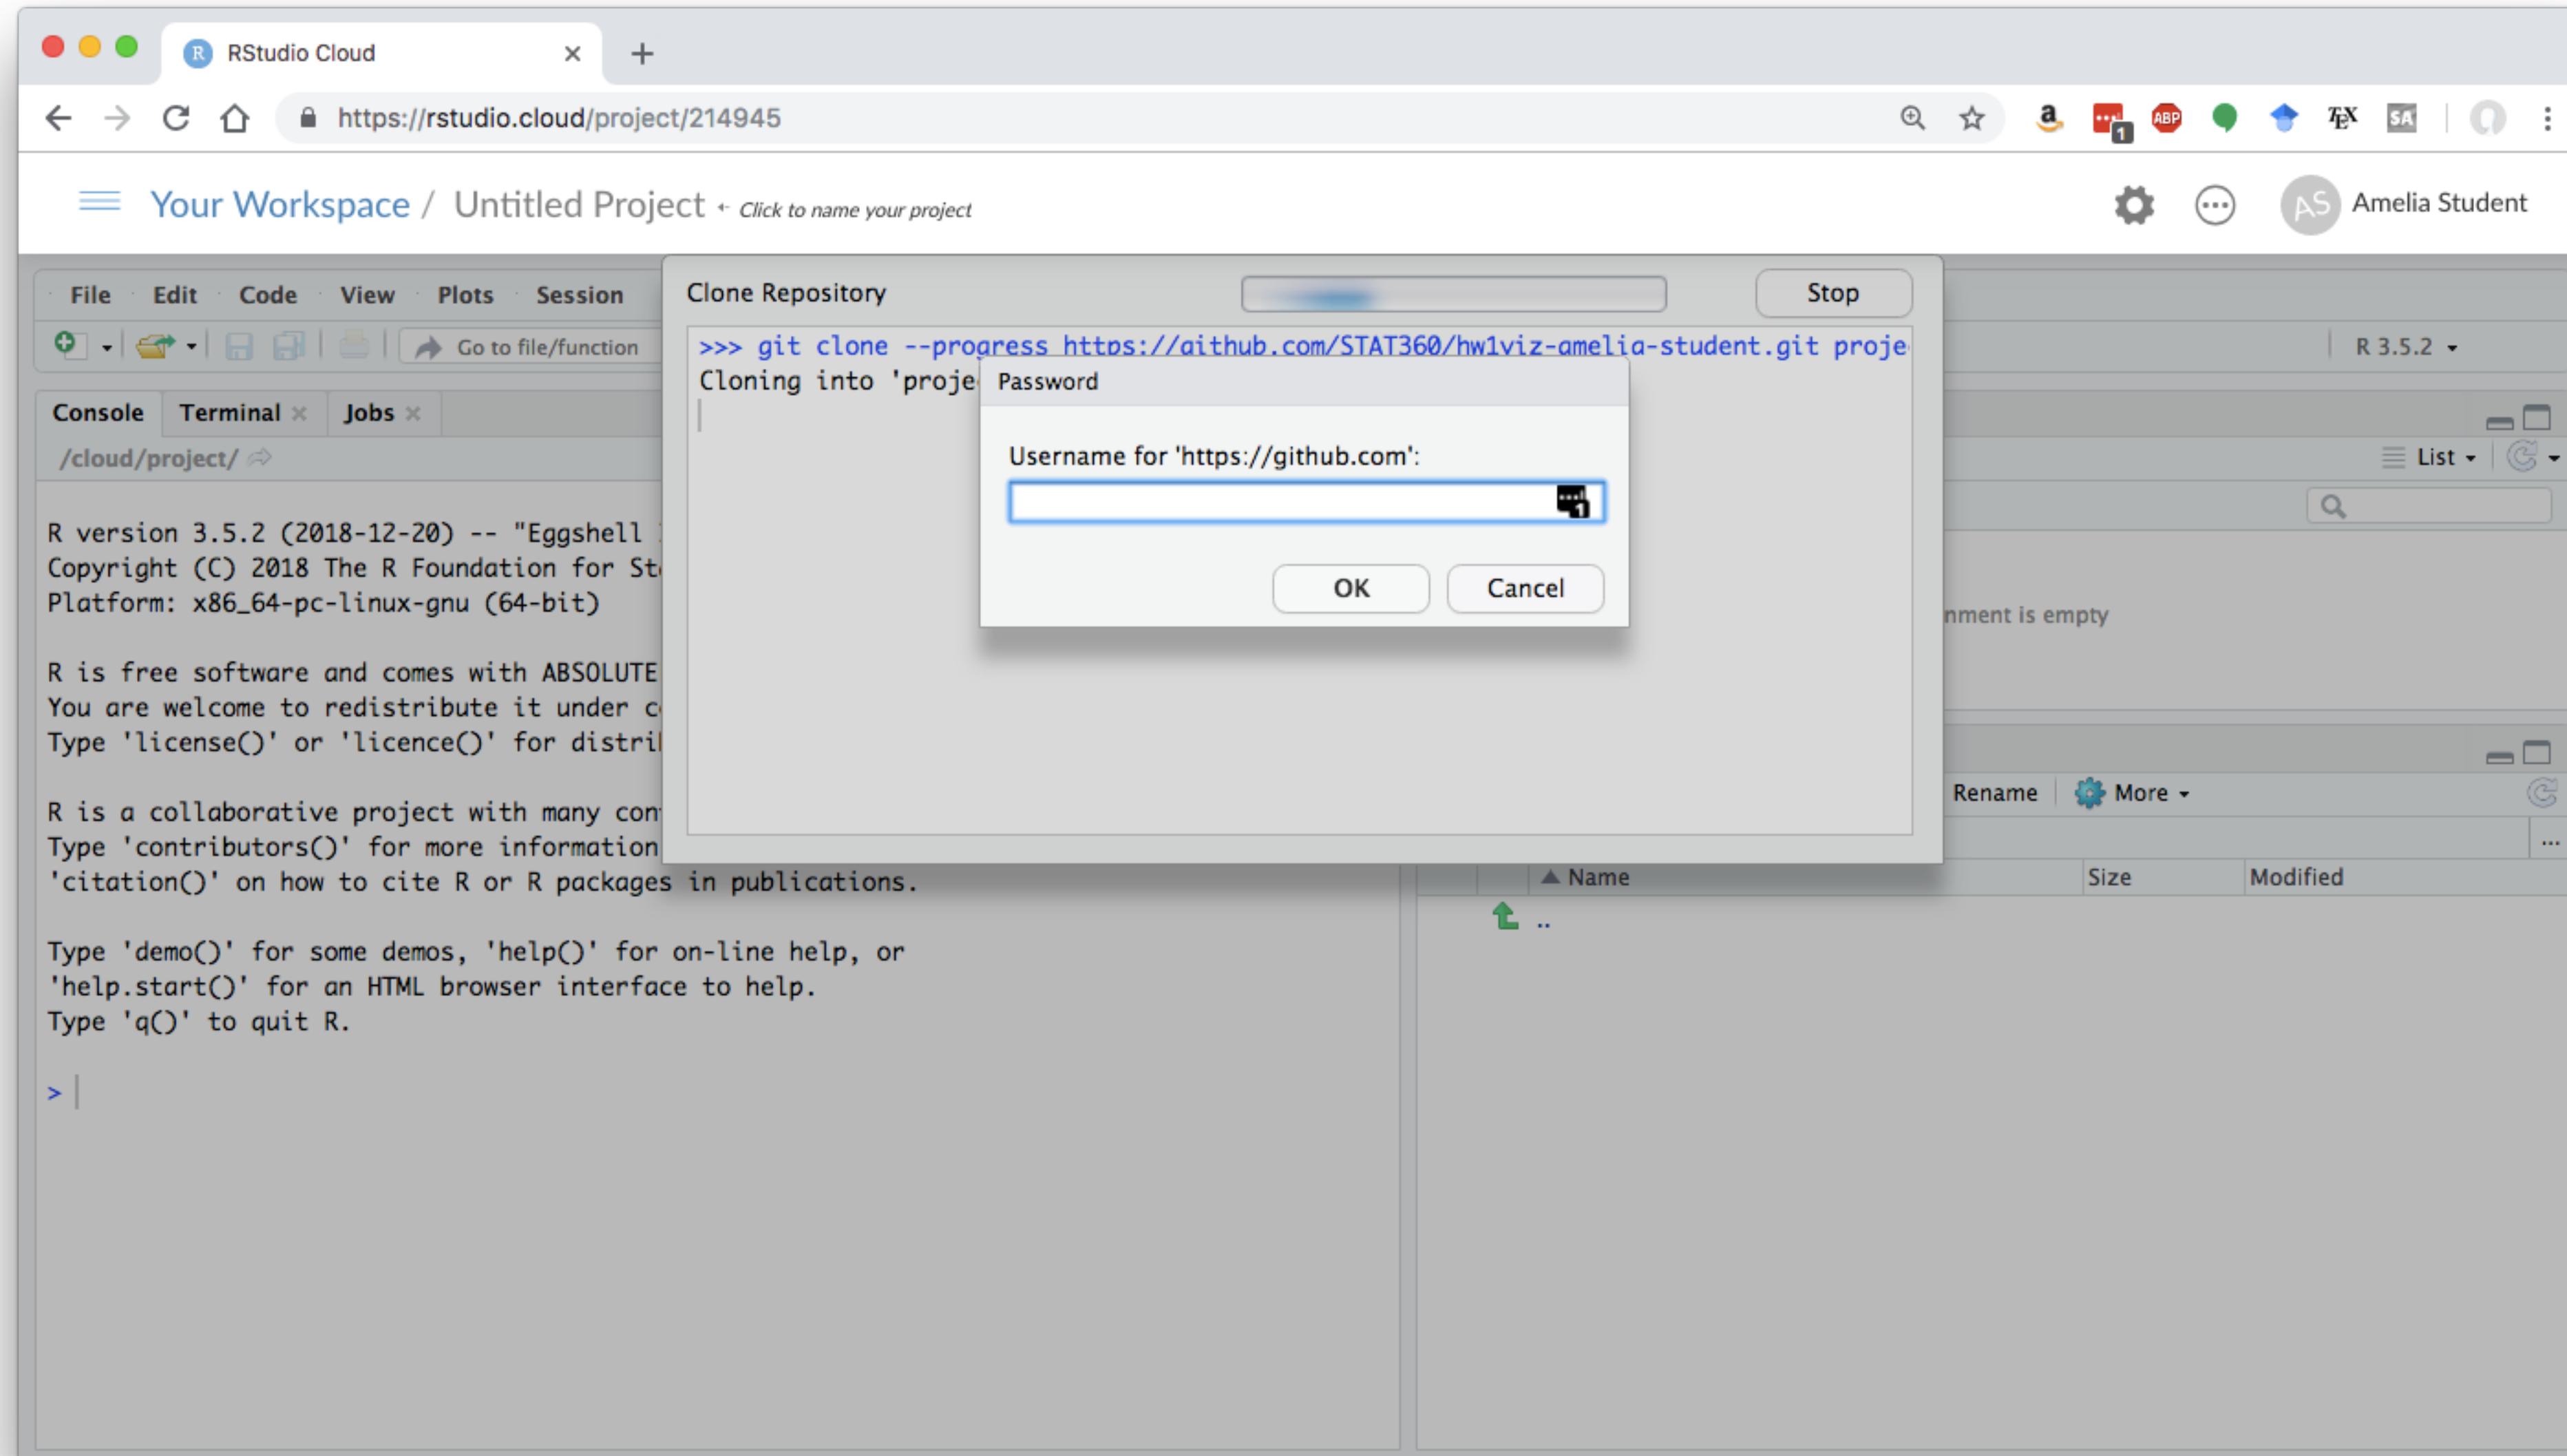 RStudio Cloud
https://rstudio.cloud/project/214945
a 1 ABP TEX SA
Your Workspace / Untitled Project ← Click to name your project
AS Amelia Student
File Edit Code View Plots Session
Go to file/function
R 3.5.2
Clone Repository
Stop
>>> git clone --progress https://github.com/STAT360/hw1viz-amelia-student.git proje
Cloning into 'proje
Password
Username for 'https://github.com':
1
OK Cancel
Console Terminal Jobs
/cloud/project/
R version 3.5.2 (2018-12-20) -- "Eggshell
Copyright (C) 2018 The R Foundation for St
Platform: x86_64-pc-linux-gnu (64-bit)
R is free software and comes with ABSOLUTE
You are welcome to redistribute it under c
Type 'license()' or 'licence()' for distri
R is a collaborative project with many con
Type 'contributors()' for more information
'citation()' on how to cite R or R packages in publications.
Type 'demo()' for some demos, 'help()' for on-line help, or
'help.start()' for an HTML browser interface to help.
Type 'q()' to quit R.
>
List
nment is empty
Rename More
...
Name Size Modified
..